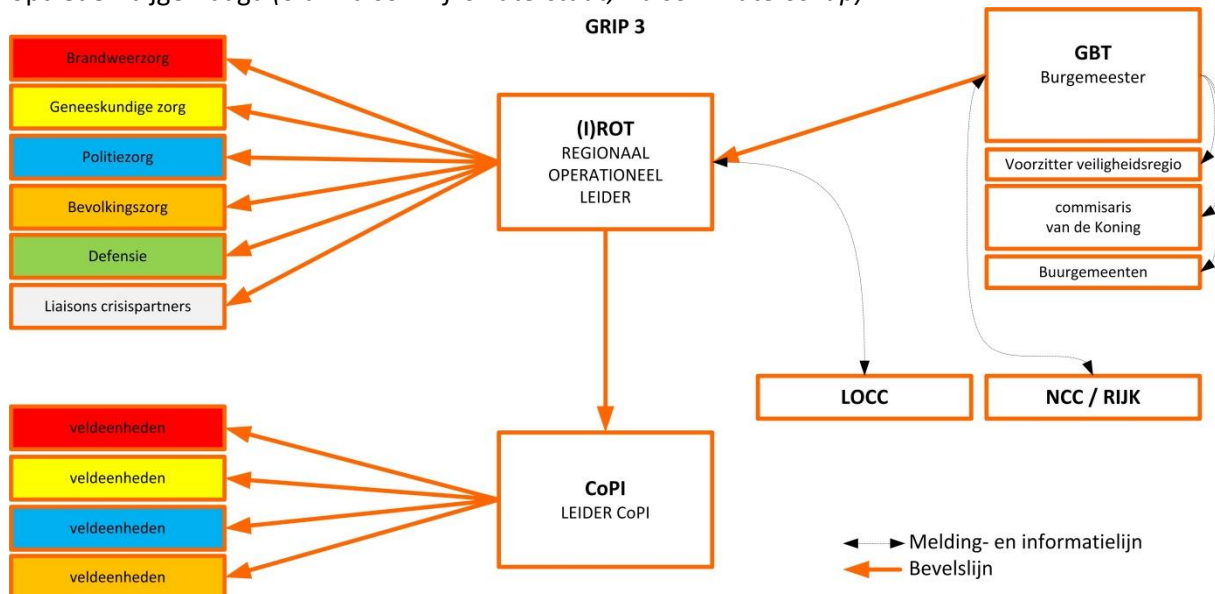 GRIP 3
Brandweerzorg
Geneeskundige zorg
Politiezorg
Bevolkingszorg
Defensie
Liaisons crisispartners
(I)ROT
REGIONAAL
OPERATIONEEL
LEIDER
GBT
Burgemeester
Voorzitter veiligheidsregio
commisaris
van de Koning
Buurgemeenten
LOCC
NCC / RIJK
veldeenheden
veldeenheden
veldeenheden
veldeenheden
CoPI
LEIDER CoPI
Melding- en informatielijn
Bevelslijn